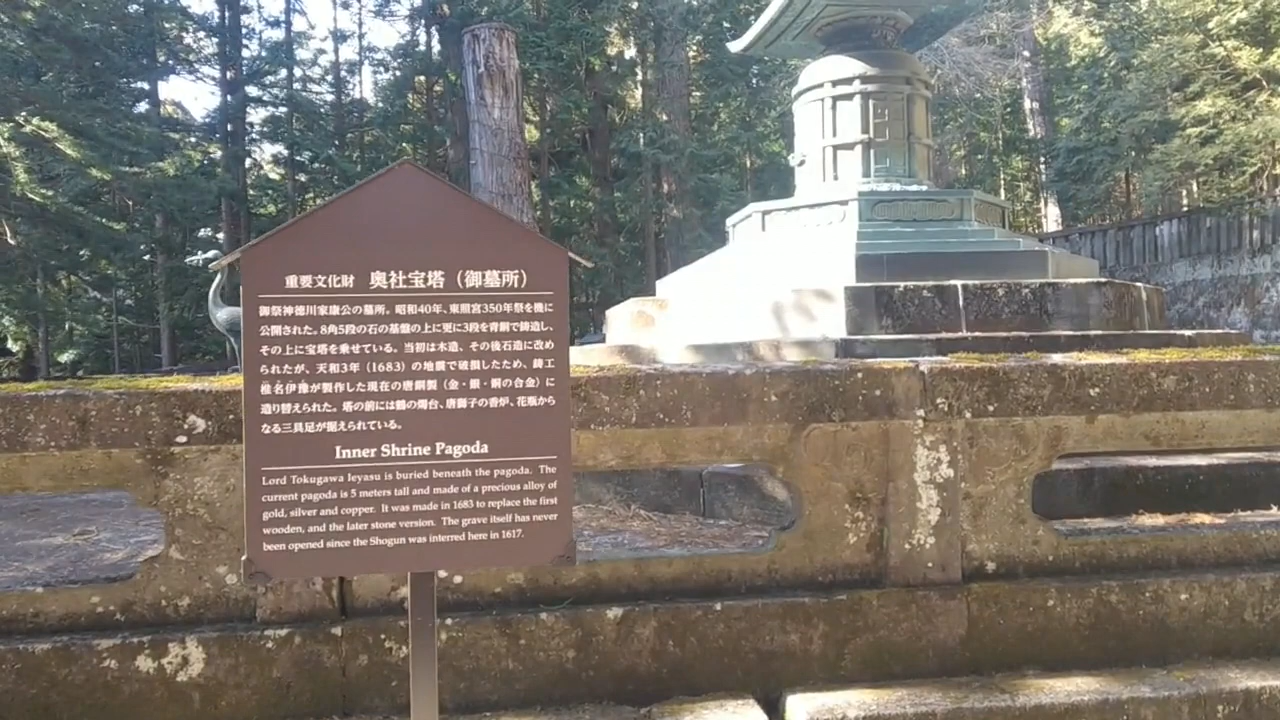 重要文化財 奥社宝塔（御墓所）
御祭神徳川家康公の墓所。昭和40年、東照宮350年祭を機に
公開された。8角5段の石の基盤の上に更に3段を青銅で鋳造し、
その上に宝塔を乗せている。当初は木造、その後石造に改め
られたが、天和3年（1683）の地震で破損したため、鋳工
椎名伊豫が製作した現在の唐銅製（金・銀・銅の合金）に
造り替えられた。塔の前には鶴の燭台、唐獅子の香炉、花瓶から
なる三具足が据えられている。
Inner Shrine Pagoda
Lord Tokugawa Ieyasu is buried beneath the pagoda. The
current pagoda is 5 meters tall and made of a precious alloy of
gold, silver and copper. It was made in 1683 to replace the first
wooden, and the later stone version. The grave itself has never
been opened since the Shogun was interred here in 1617.